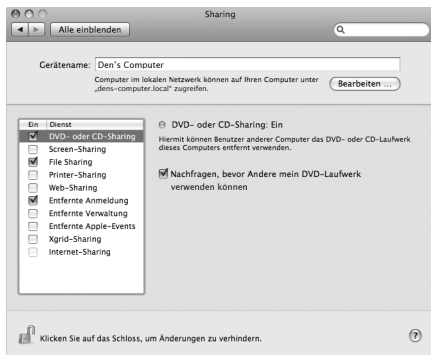 Sharing
Alle einblenden
Gerätename: Den's Computer
Computer im lokalen Netzwerk können auf Ihren Computer unter
„dens-computer.local" zugreifen.
Bearbeiten ...
Ein Dienst
DVD- oder CD-Sharing
Screen-Sharing
File Sharing
Printer-Sharing
Web-Sharing
Entfernte Anmeldung
Entfernte Verwaltung
Entfernte Apple-Events
Xgrid-Sharing
Internet-Sharing
DVD- oder CD-Sharing: Ein
Hiermit können Benutzer anderer Computer das DVD- oder CD-Laufwerk
dieses Computers entfernt verwenden.
Nachfragen, bevor Andere mein DVD-Laufwerk
verwenden können
Klicken Sie auf das Schloss, um Änderungen zu verhindern.
?